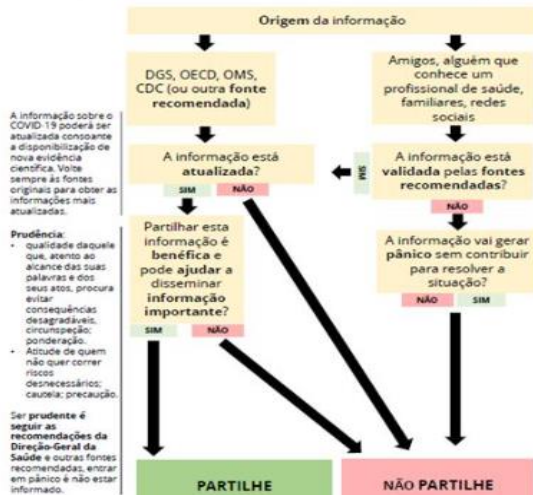 Origem da informação
DGS, OECD, OMS,
CDC (ou outra fonte
recomendada)
Amigos, alguém que
conhece um
profissional de saúde,
familiares, redes
sociais
A informação sobre o
COVID-19 poderá ser
atualizada consoante
a disponibilização de
nova evidência
científica. Volte
sempre às fontes
originais para obter as
informações mais
atualizadas.
A informação está
atualizada?
SIM
NÃO
SIM
A informação está
validada pelas fontes
recomendadas?
NÃO
Prudência:
• qualidade daquele
que, atento ao
alcance das suas
palavras e dos
seus atos, procura
evitar
consequências
desagradáveis,
circunspeção;
ponderação.
• Atitude de quem
não quer correr
riscos
desnecessários;
cautela; precaução.
Partilhar esta
informação é
benéfica e
pode ajudar a
disseminar
informação
importante?
SIM
NÃO
A informação vai gerar
pânico sem contribuir
para resolver a
situação?
NÃO
SIM
Ser prudente é
seguir as
recomendações da
Direção-Geral da
Saúde e outras fontes
recomendadas, entrar
em pânico é não estar
informado.
PARTILHE
NÃO PARTILHE